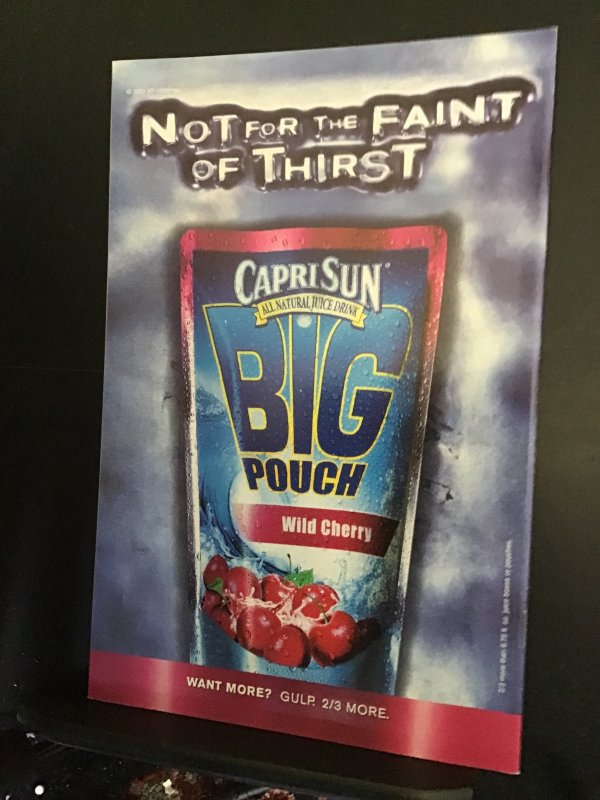 NOT FOR THE FAINT
OF THIRST
CAPRI SUN
ALL NATURAL JUICE DRINK
BIG
POUCH
Wild Cherry
WANT MORE? GULP. 2/3 MORE.